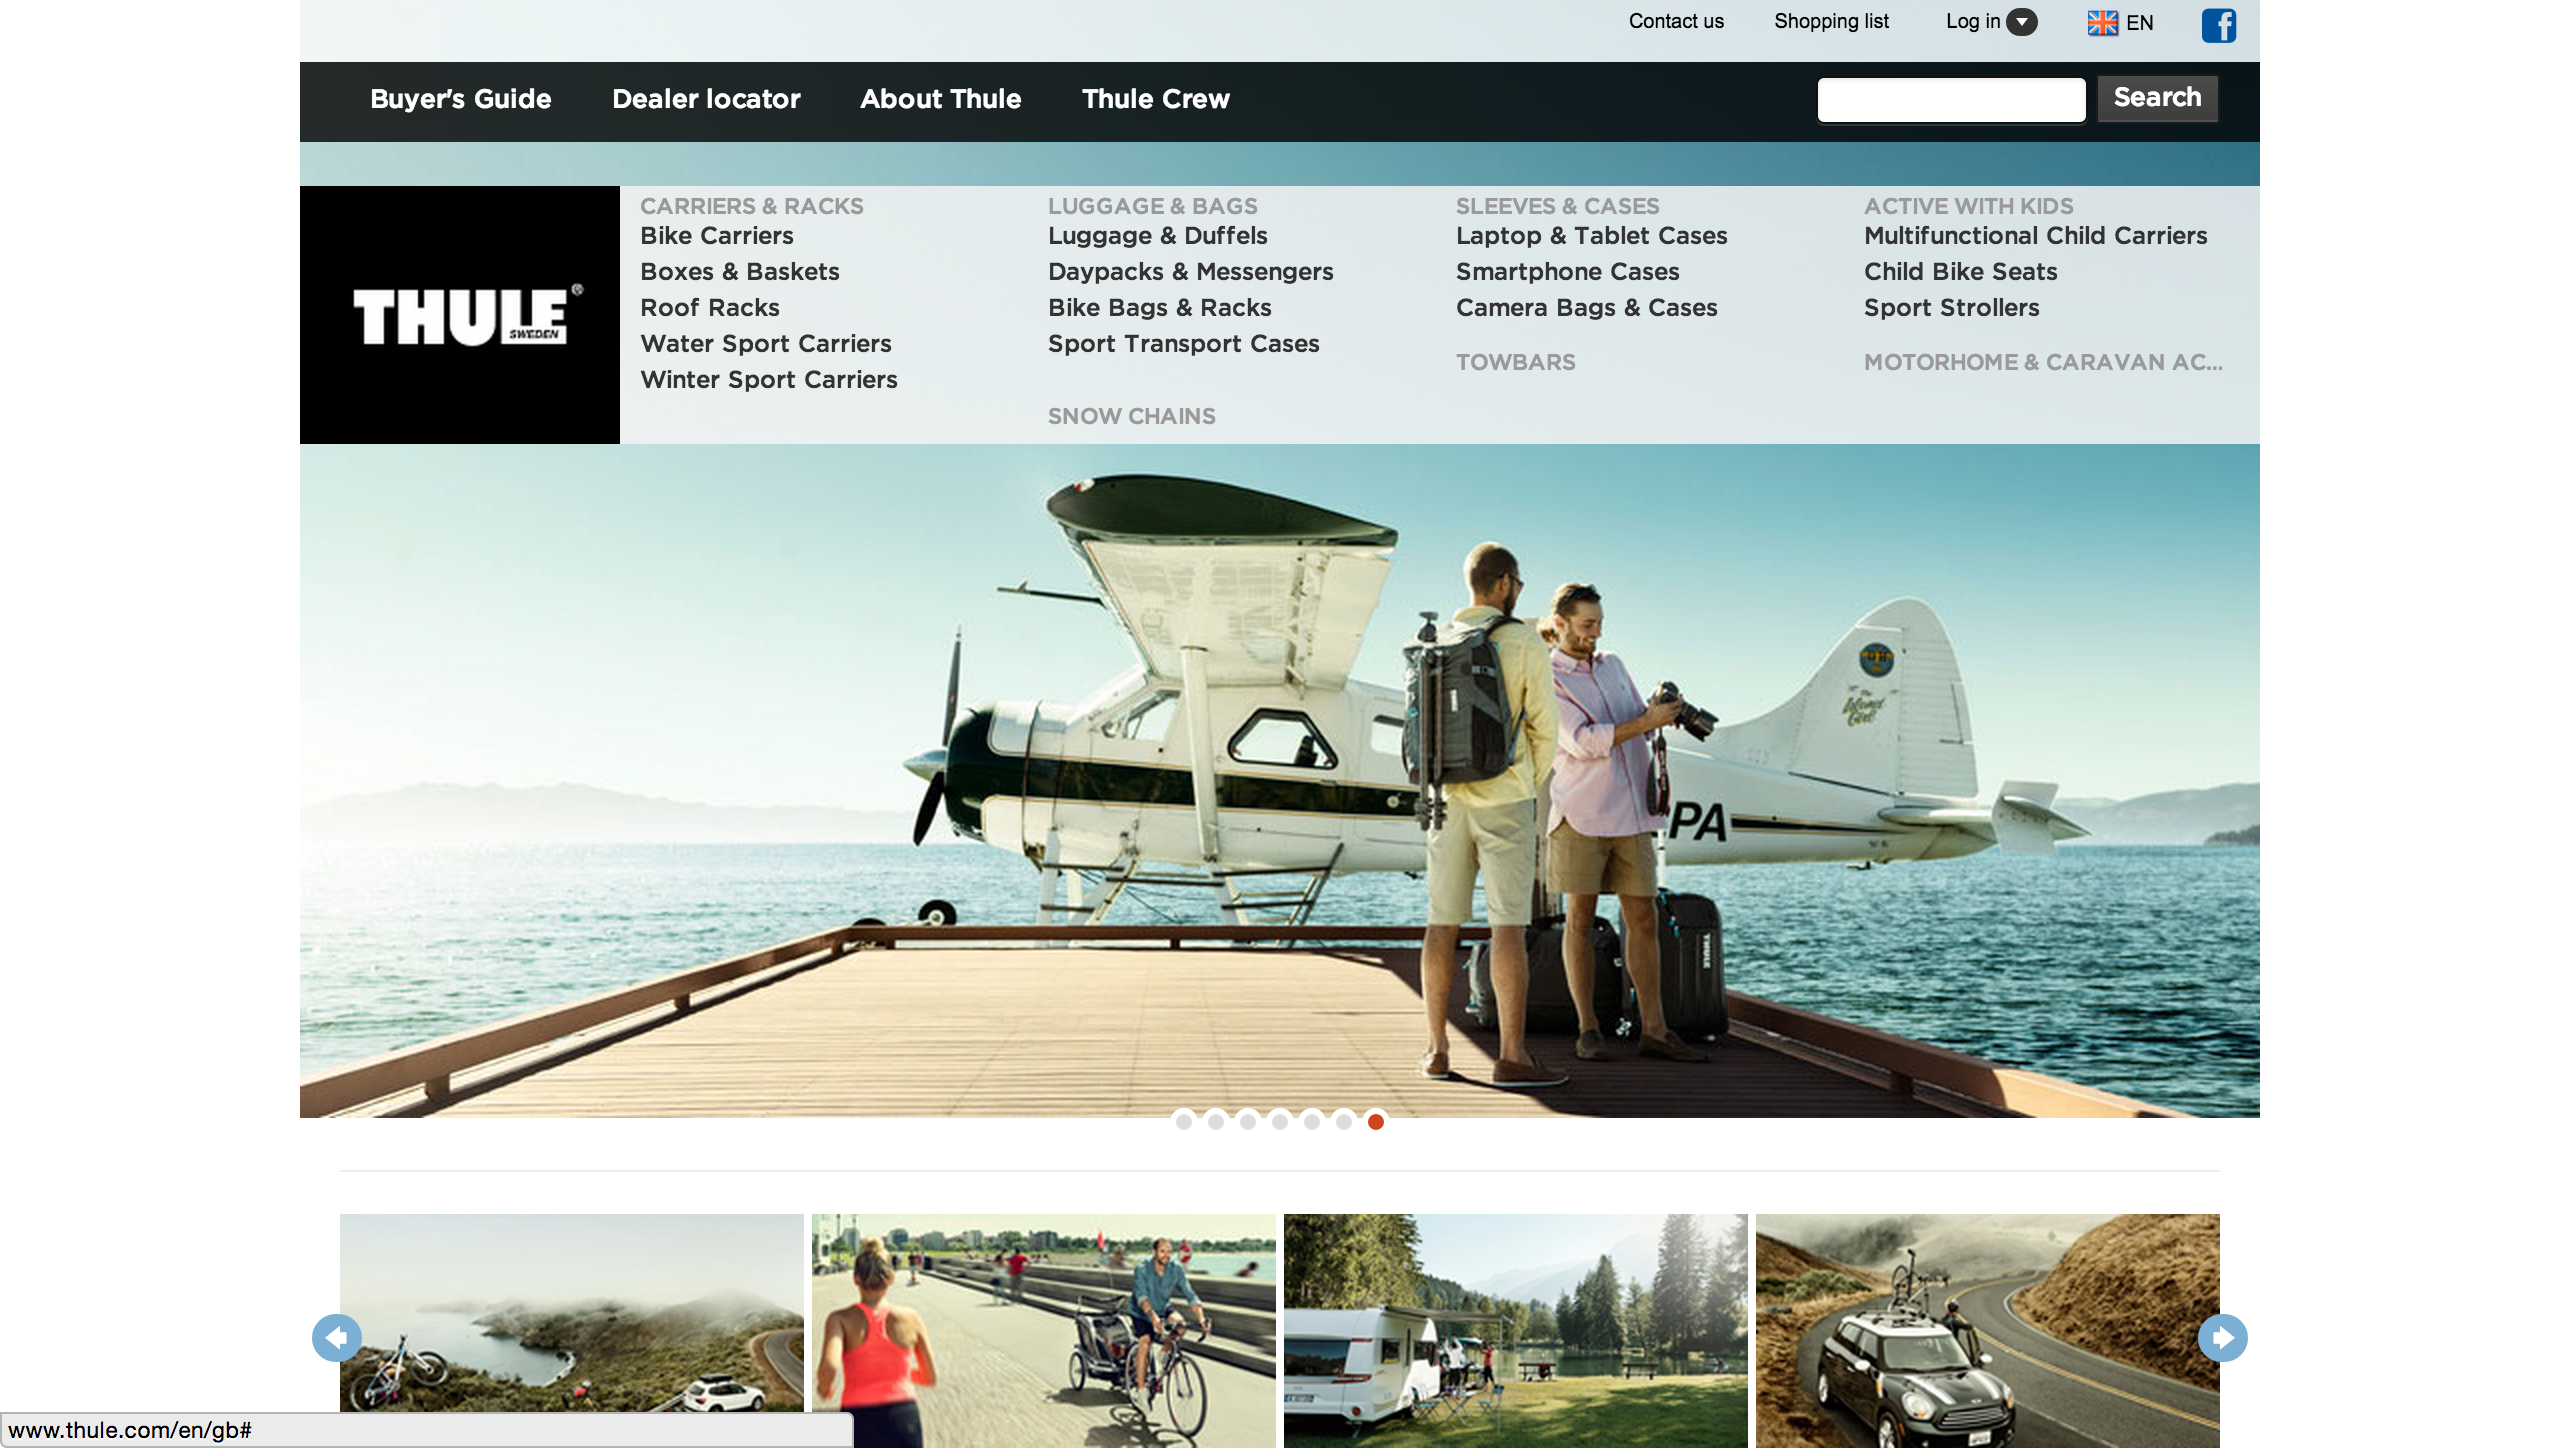 Contact us
Shopping list
Log in
EN
Buyer's Guide
Dealer locator
About Thule
Thule Crew
Search
THULE
SWEDEN
CARRIERS & RACKS
Bike Carriers
Boxes & Baskets
Roof Racks
Water Sport Carriers
Winter Sport Carriers
LUGGAGE & BAGS
Luggage & Duffels
Daypacks & Messengers
Bike Bags & Racks
Sport Transport Cases
SNOW CHAINS
SLEEVES & CASES
Laptop & Tablet Cases
Smartphone Cases
Camera Bags & Cases
TOWBARS
ACTIVE WITH KIDS
Multifunctional Child Carriers
Child Bike Seats
Sport Strollers
MOTORHOME & CARAVAN AC...
The
Island
Girl
PA
THULE
www.thule.com/en/gb#